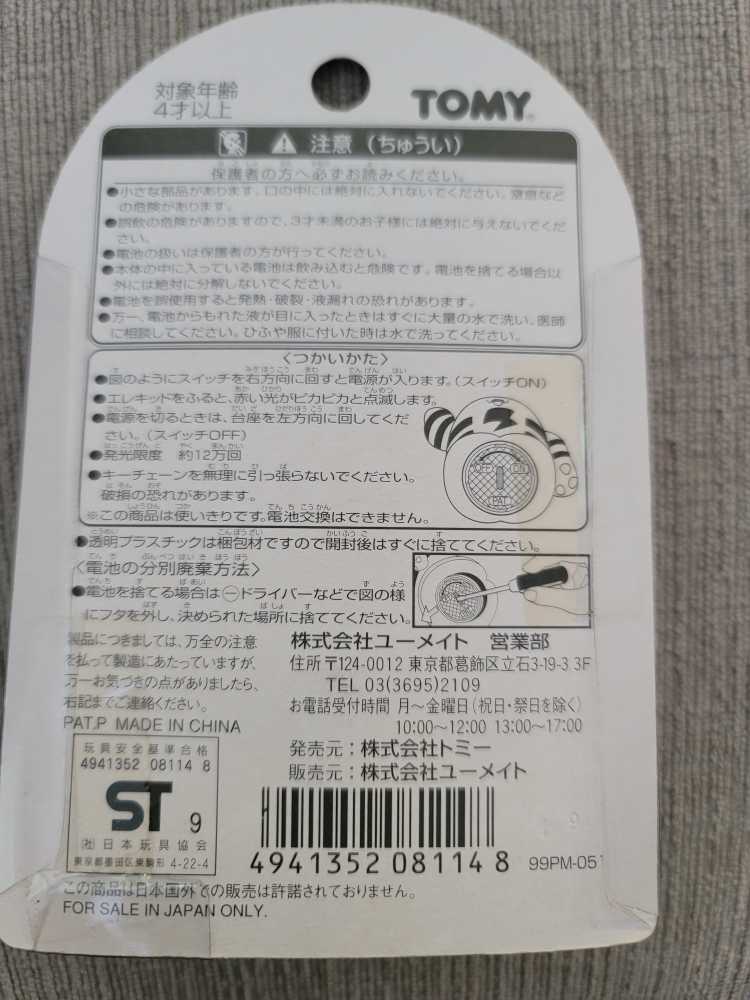 対象年齢
4才以上
TOMY
注意(ちゅうい)
保護者の方へ必ずお読みください。
●小さな部品があります。口の中には絶対に入れないでください。窒息など
の危険があります。
●誤飲の危険がありますので、3才未満のお子様には絶対に与えないでくだ
さい。
●電池の扱いは保護者の方が行ってください。
●本体の中に入っている電池は飲み込むと危険です。電池を捨てる場合以
外には絶対に分解しないでください。
●電池を誤使用すると発熱・破裂・液漏れの恐れがあります。
●万一、電池からもれた液が目に入ったときはすぐに大量の水で洗い、医師
に相談してください。ひふや服に付いた時は水で洗ってください。
〈つかいかた〉
●図のようにスイッチを右方向に回すと電源が入ります。(スイッチON)
●エレキッドをふると、赤い光がピカピカと点滅します。
●電源を切るときは、台座を左方向に回してくだ
さい。(スイッチOFF)
●発光限度 約12万回
●キーチェーンを無理に引っ張らないでください。
破損の恐れがあります。
※この商品は使いきりです。電池交換はできません。
OFF ON
PAT.
●透明プラスチックは梱包材ですので開封後はすぐに捨ててください。
〈電池の分別廃棄方法〉
●電池を捨てる場合は㊀ドライバーなどで図の様
にフタを外し、決められた場所に捨ててください。
製品につきましては、万全の注意
を払って製造にあたっていますが、
万一お気づきの点がありましたら、
右記までご連絡ください。
PAT.P MADE IN CHINA
株式会社ユーメイト 営業部
住所 〒124-0012 東京都葛飾区立石3-19-3 3F
TEL 03(3695)2109
お電話受付時間 月~金曜日(祝日・祭日を除く)
10:00~12:00 13:00~17:00
発売元:株式会社トミー
販売元:株式会社ユーメイト
玩具安全基準合格
4941352 08114 8
ST 9
(社)日本玩具協会
東京都墨田区東駒形 4-22-4
4941352081148
99PM-051
この商品は日本国外での販売は許諾されておりません。
FOR SALE IN JAPAN ONLY.